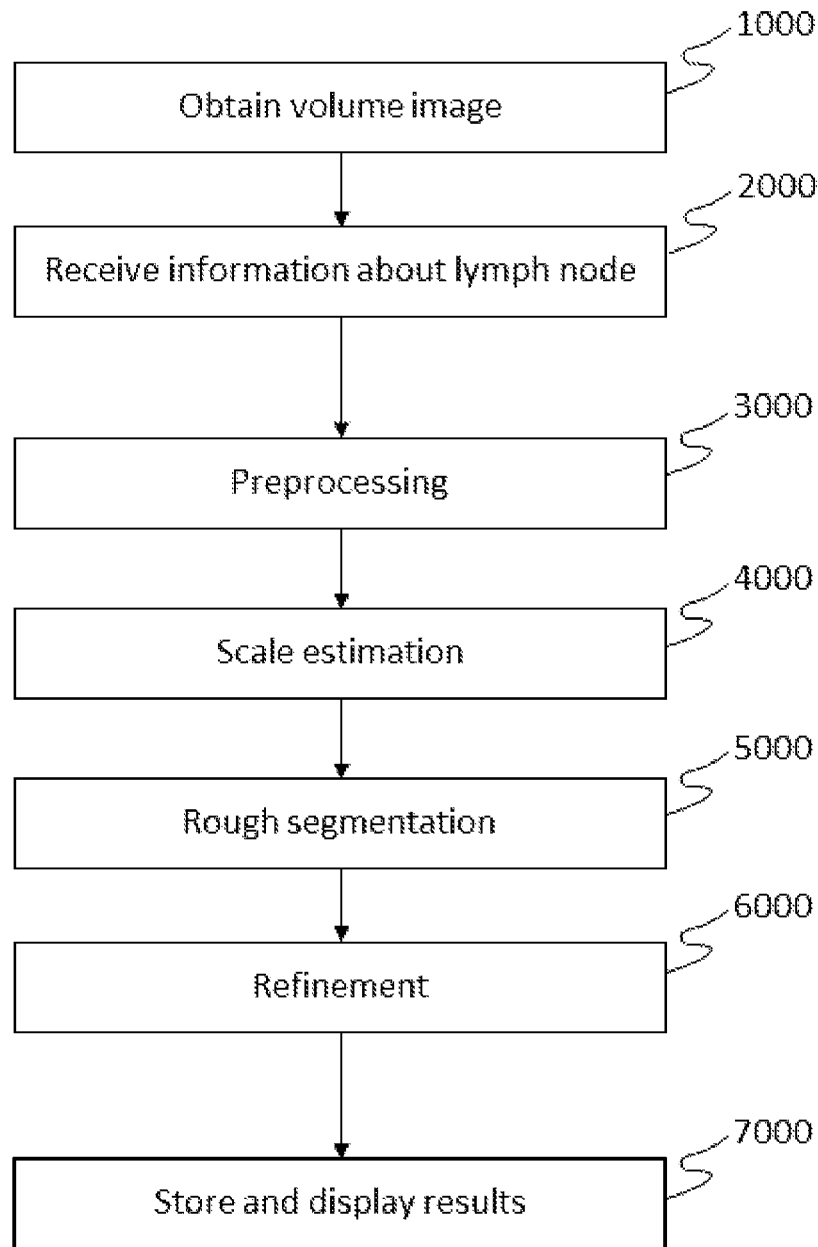 1000
Obtain volume image
2000
Receive information about lymph node
3000
Preprocessing
4000
Scale estimation
5000
Rough segmentation
6000
Refinement
7000
Store and display results